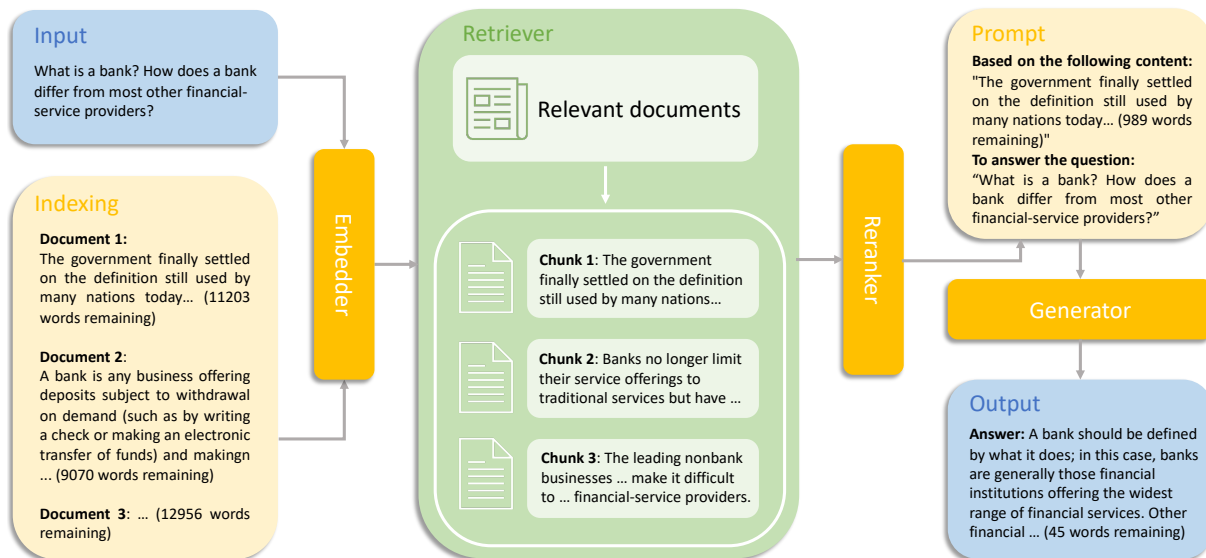 Input
What is a bank? How does a bank
differ from most other financial-
service providers?
Indexing
Document 1:
The government finally settled
on the definition still used by
many nations today… (11203
words remaining)
Document 2:
A bank is any business offering
deposits subject to withdrawal
on demand (such as by writing
a check or making an electronic
transfer of funds) and makingn
... (9070 words remaining)
Document 3: … (12956 words
remaining)
Embedder
Retriever
Relevant documents
Chunk 1: The government
finally settled on the definition
still used by many nations…
Chunk 2: Banks no longer limit
their service offerings to
traditional services but have …
Chunk 3: The leading nonbank
businesses … make it difficult
to … financial-service providers.
Reranker
Prompt
Based on the following content:
"The government finally settled
on the definition still used by
many nations today… (989 words
remaining)"
To answer the question:
“What is a bank? How does a
bank differ from most other
financial-service providers?”
Generator
Output
Answer: A bank should be defined
by what it does; in this case, banks
are generally those financial
institutions offering the widest
range of financial services. Other
financial … (45 words remaining)